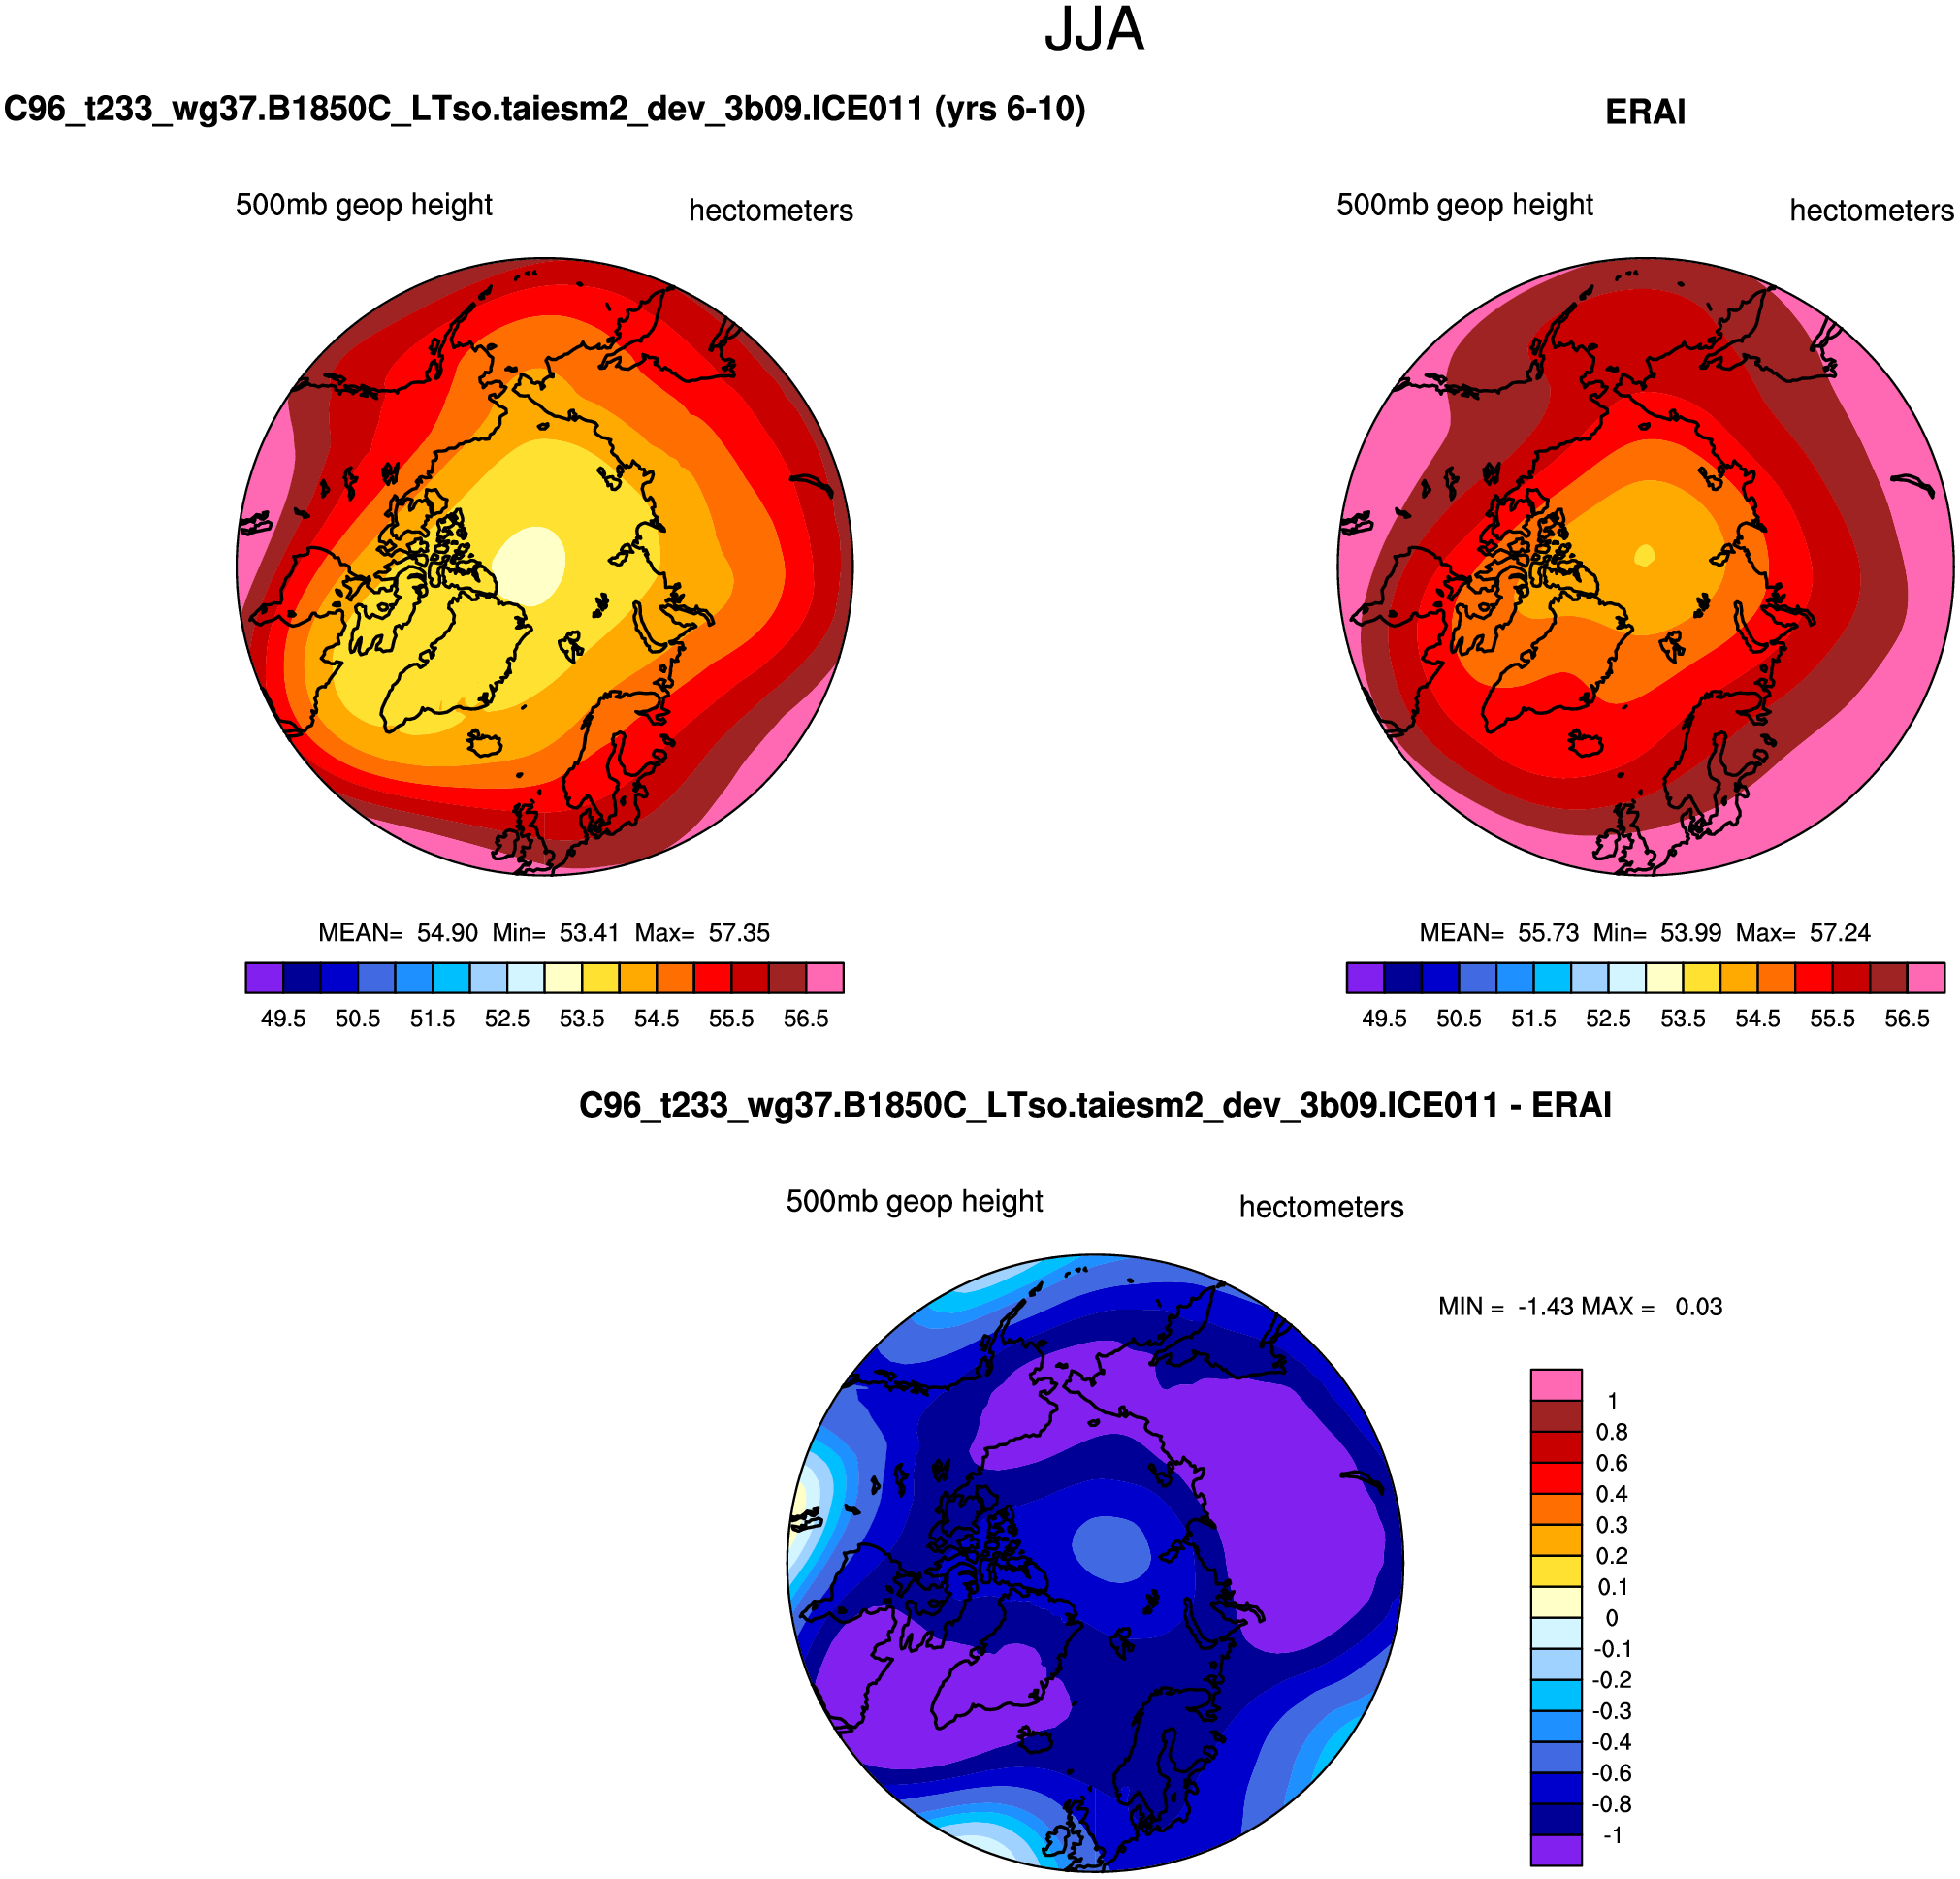 JJA
C96_t233_wg37.B1850C_LTso.taiesm2_dev_3b09.ICE011 (yrs 6-10)
ERAI
500mb geop height hectometers
500mb geop height hectometers
MEAN= 54.90 Min= 53.41 Max= 57.35
MEAN= 55.73 Min= 53.99 Max= 57.24
49.5 50.5 51.5 52.5 53.5 54.5 55.5 56.5
49.5 50.5 51.5 52.5 53.5 54.5 55.5 56.5
C96_t233_wg37.B1850C_LTso.taiesm2_dev_3b09.ICE011 - ERAI
500mb geop height hectometers
MIN = -1.43 MAX = 0.03
1
0.8
0.6
0.4
0.3
0.2
0.1
0
-0.1
-0.2
-0.3
-0.4
-0.6
-0.8
-1